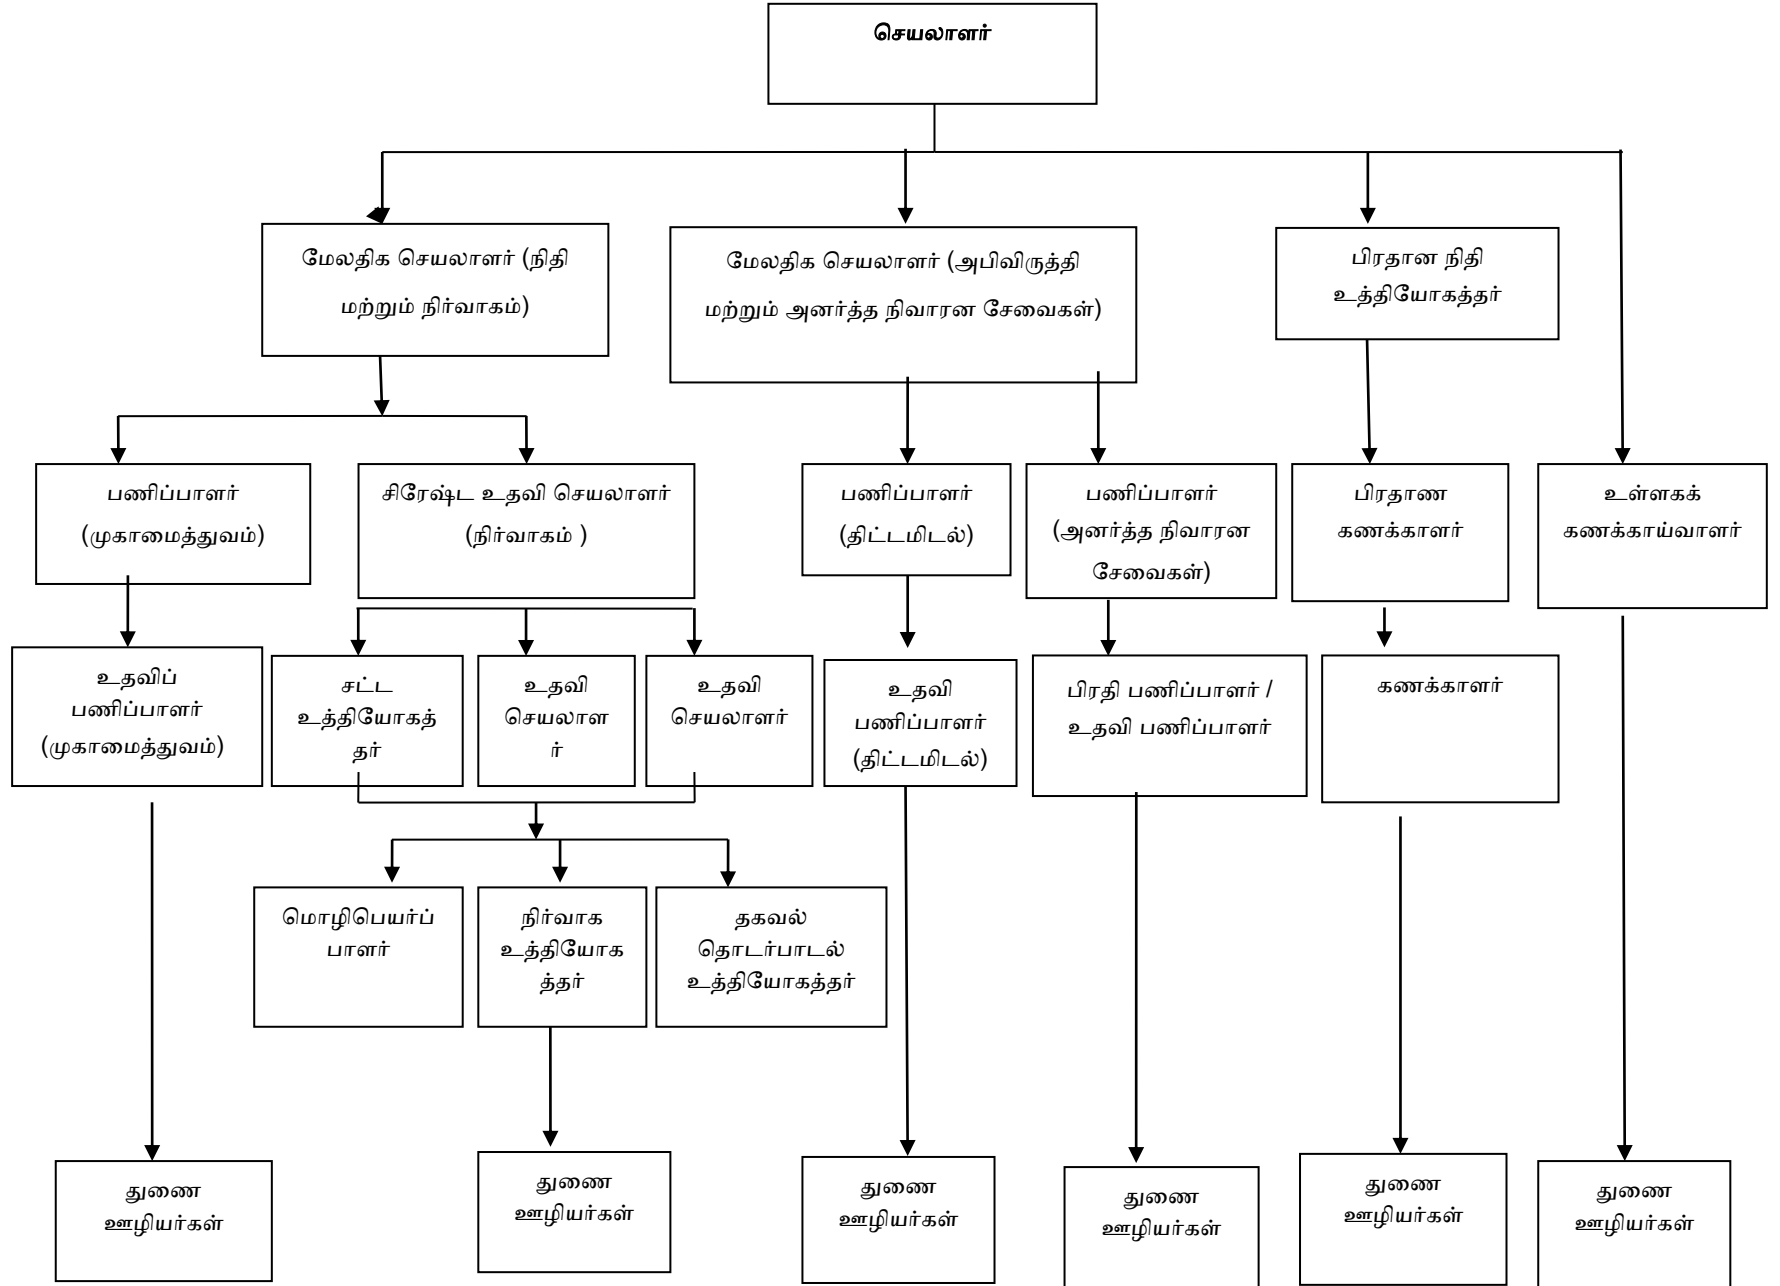 செயலாளர்
மேலதிக செயலாளர் (நிதி
மற்றும் நிர்வாகம்)
மேலதிக செயலாளர் (அபிவிருத்தி
மற்றும் அனர்த்த நிவாரன சேவைகள்)
பிரதான நிதி
உத்தியோகத்தர்
பணிப்பாளர்
(முகாமைத்துவம்)
சிரேஷ்ட உதவி செயலாளர்
(நிர்வாகம் )
பணிப்பாளர்
(திட்டமிடல்)
பணிப்பாளர்
(அனர்த்த நிவாரன
சேவைகள்)
பிரதாண
கணக்காளர்
உள்ளகக்
கணக்காய்வாளர்
உதவிப்
பணிப்பாளர்
(முகாமைத்துவம்)
சட்ட
உத்தியோகத்
தர்
உதவி
செயலாள
ர்
உதவி
செயலாளர்
உதவி
பணிப்பாளர்
(திட்டமிடல்)
பிரதி பணிப்பாளர் /
உதவி பணிப்பாளர்
கணக்காளர்
மொழிபெயர்ப்
பாளர்
நிர்வாக
உத்தியோக
த்தர்
தகவல்
தொடர்பாடல்
உத்தியோகத்தர்
துணை
ஊழியர்கள்
துணை
ஊழியர்கள்
துணை
ஊழியர்கள்
துணை
ஊழியர்கள்
துணை
ஊழியர்கள்
துணை
ஊழியர்கள்